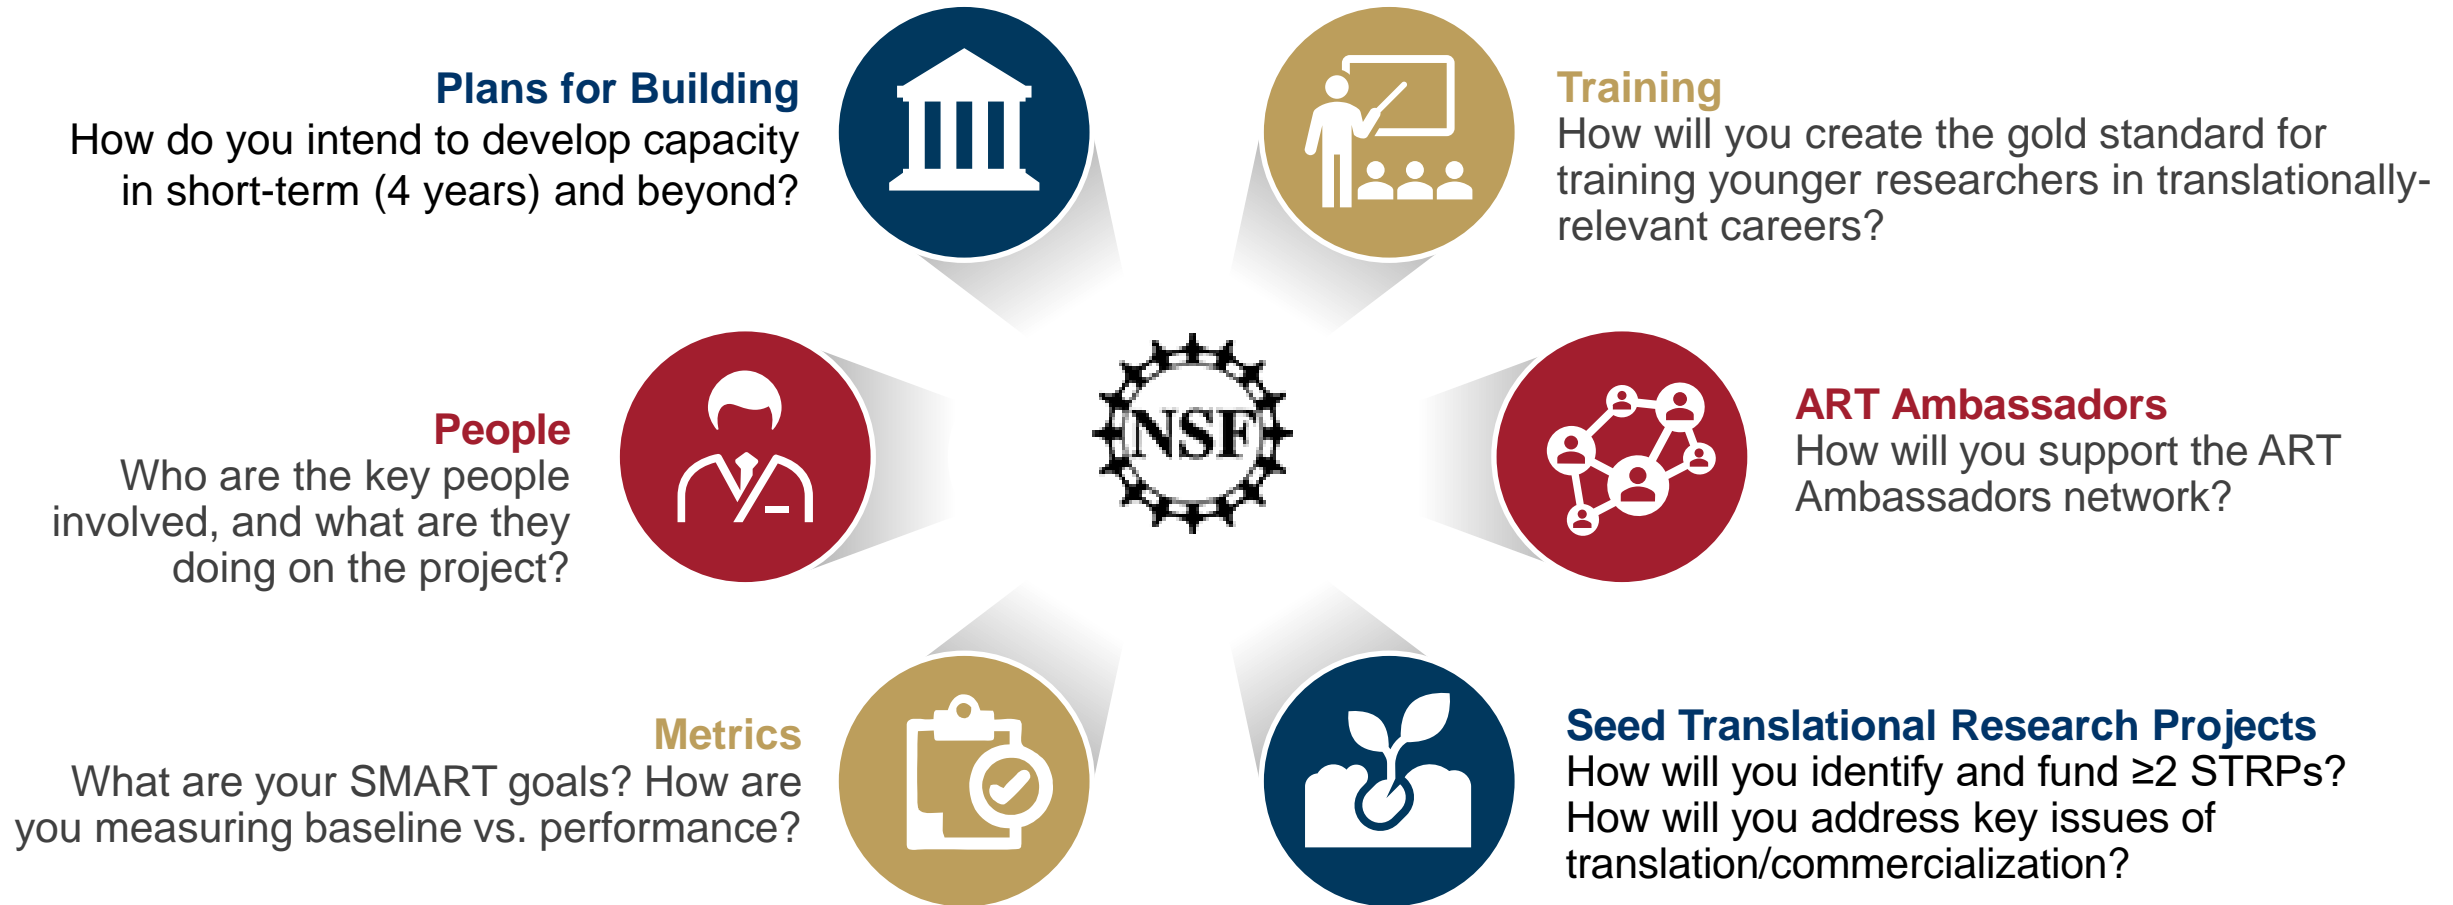 Plans for Building
How do you intend to develop capacity
in short-term (4 years) and beyond?
Training
How will you create the gold standard for
training younger researchers in translationally-
relevant careers?
People
Who are the key people
involved, and what are they
doing on the project?
NSF
ART Ambassadors
How will you support the ART
Ambassadors network?
Metrics
What are your SMART goals? How are
you measuring baseline vs. performance?
Seed Translational Research Projects
How will you identify and fund ≥2 STRPs?
How will you address key issues of
translation/commercialization?